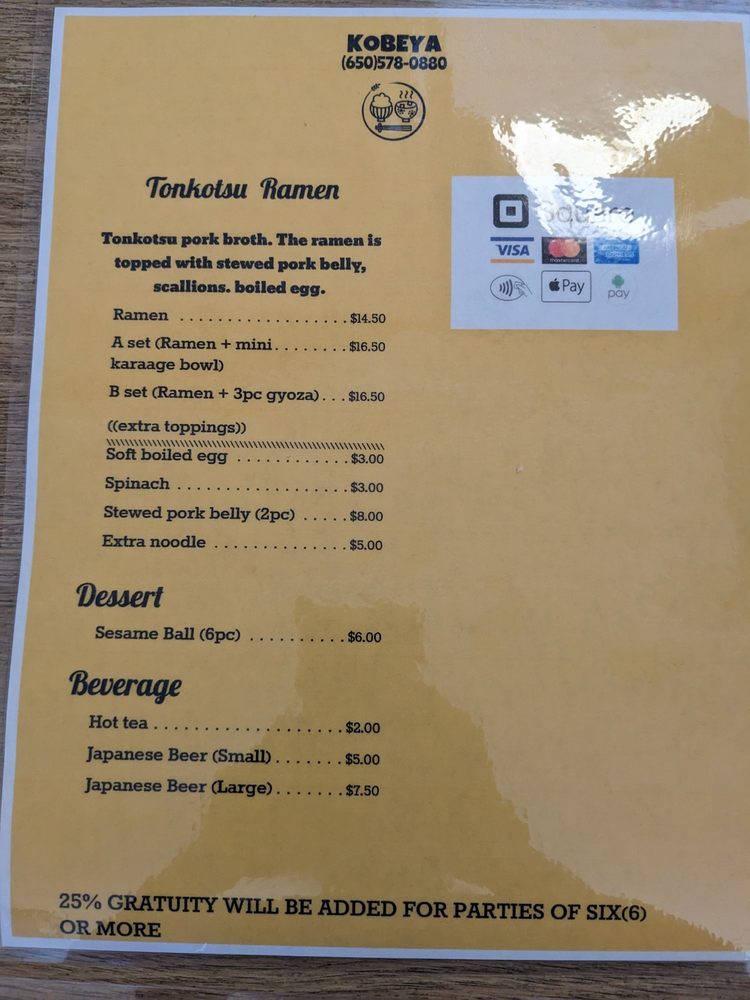 KOBEYA
(650)578-0880
Tonkotsu Ramen
Tonkotsu pork broth. The ramen is
topped with stewed pork belly,
scallions. boiled egg.
Ramen ................. $14.50
A set (Ramen + mini........ $16.50
karaage bowl)
B set (Ramen + 3pc gyoza)... $16.50
((extra toppings))
Soft boiled egg ............ $3.00
Spinach .................. $3.00
Stewed pork belly (2pc) ..... $8.00
Extra noodle .............. $5.00
Dessert
Sesame Ball (6pc) .......... $6.00
Beverage
Hot tea ................... $2.00
Japanese Beer (Small)....... $5.00
Japanese Beer (Large)....... $7.50
Square
VISA
mastercard
Pay
pay
25% GRATUITY WILL BE ADDED FOR PARTIES OF SIX(6)
OR MORE